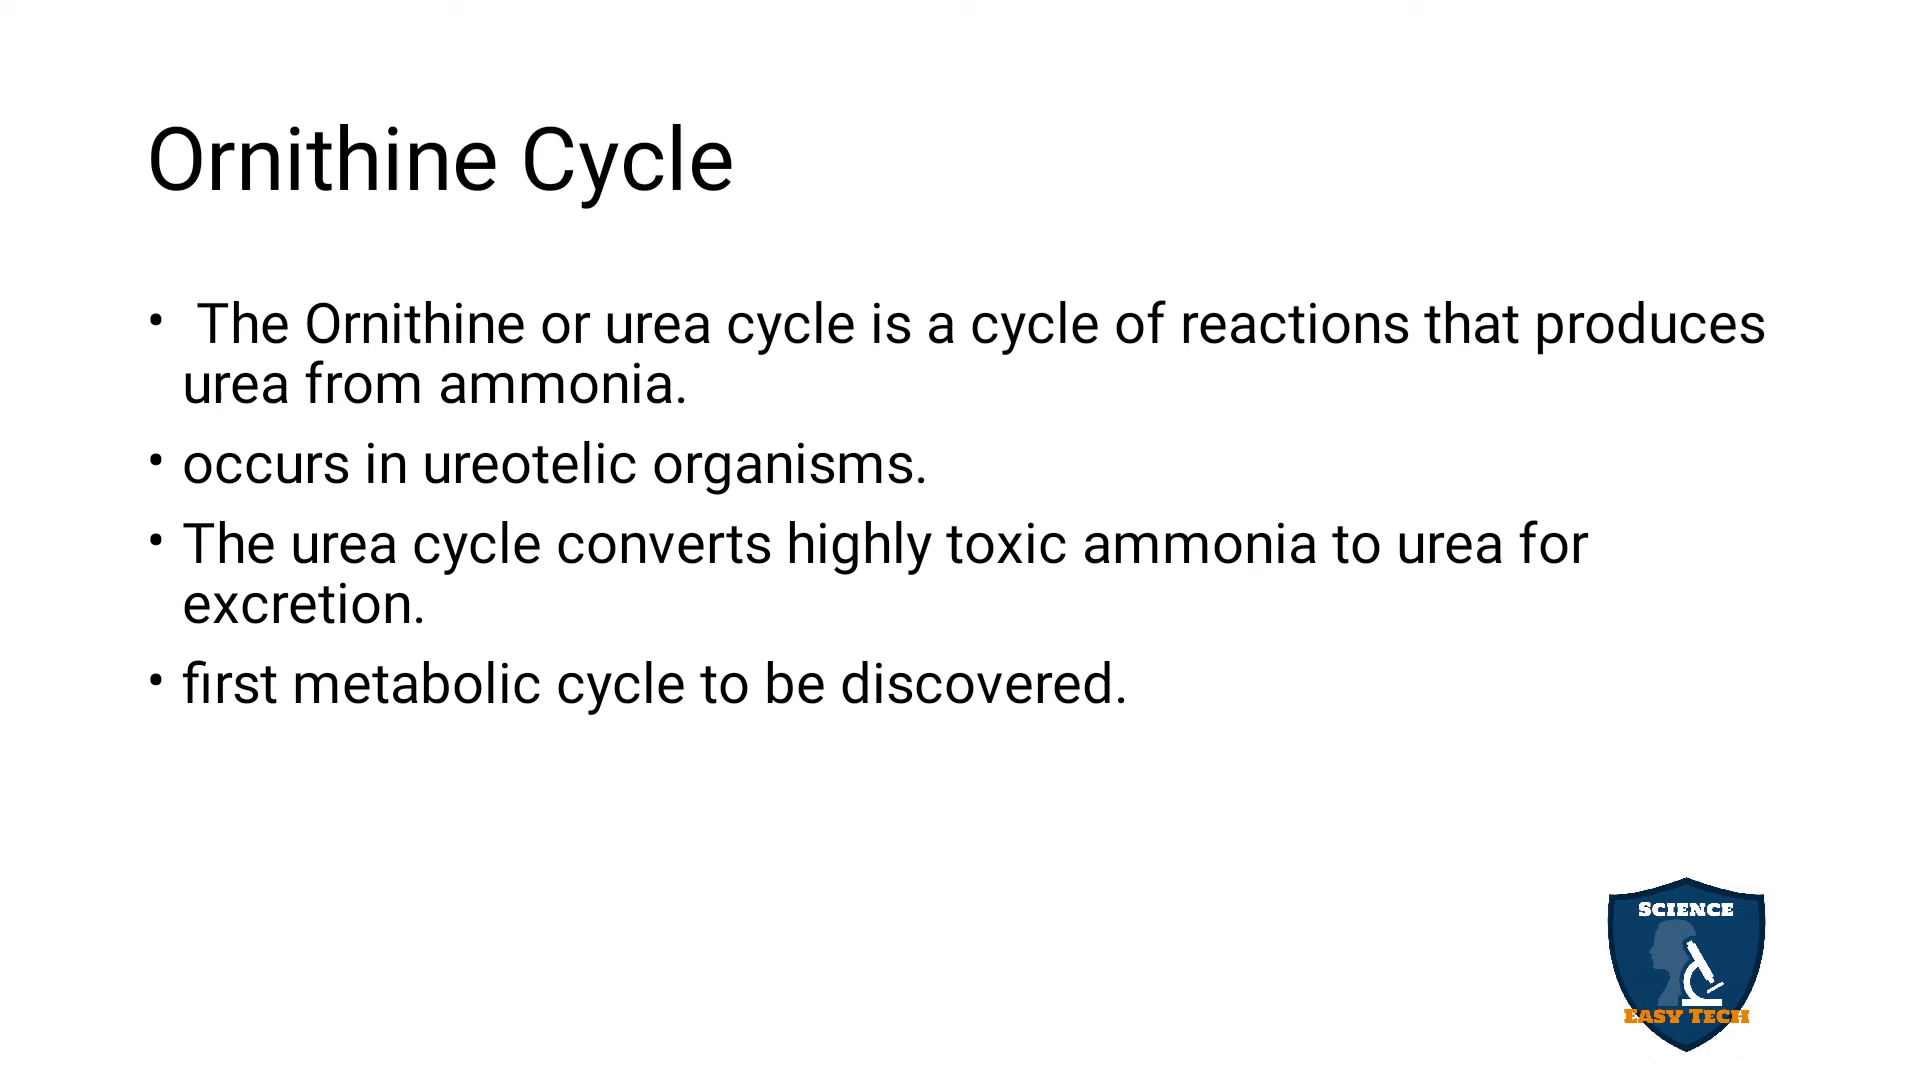 Ornithine Cycle
• The Ornithine or urea cycle is a cycle of reactions that produces
urea from ammonia.
• occurs in ureotelic organisms.
• The urea cycle converts highly toxic ammonia to urea for
excretion.
• first metabolic cycle to be discovered.
SCIENCE
EASY TECH